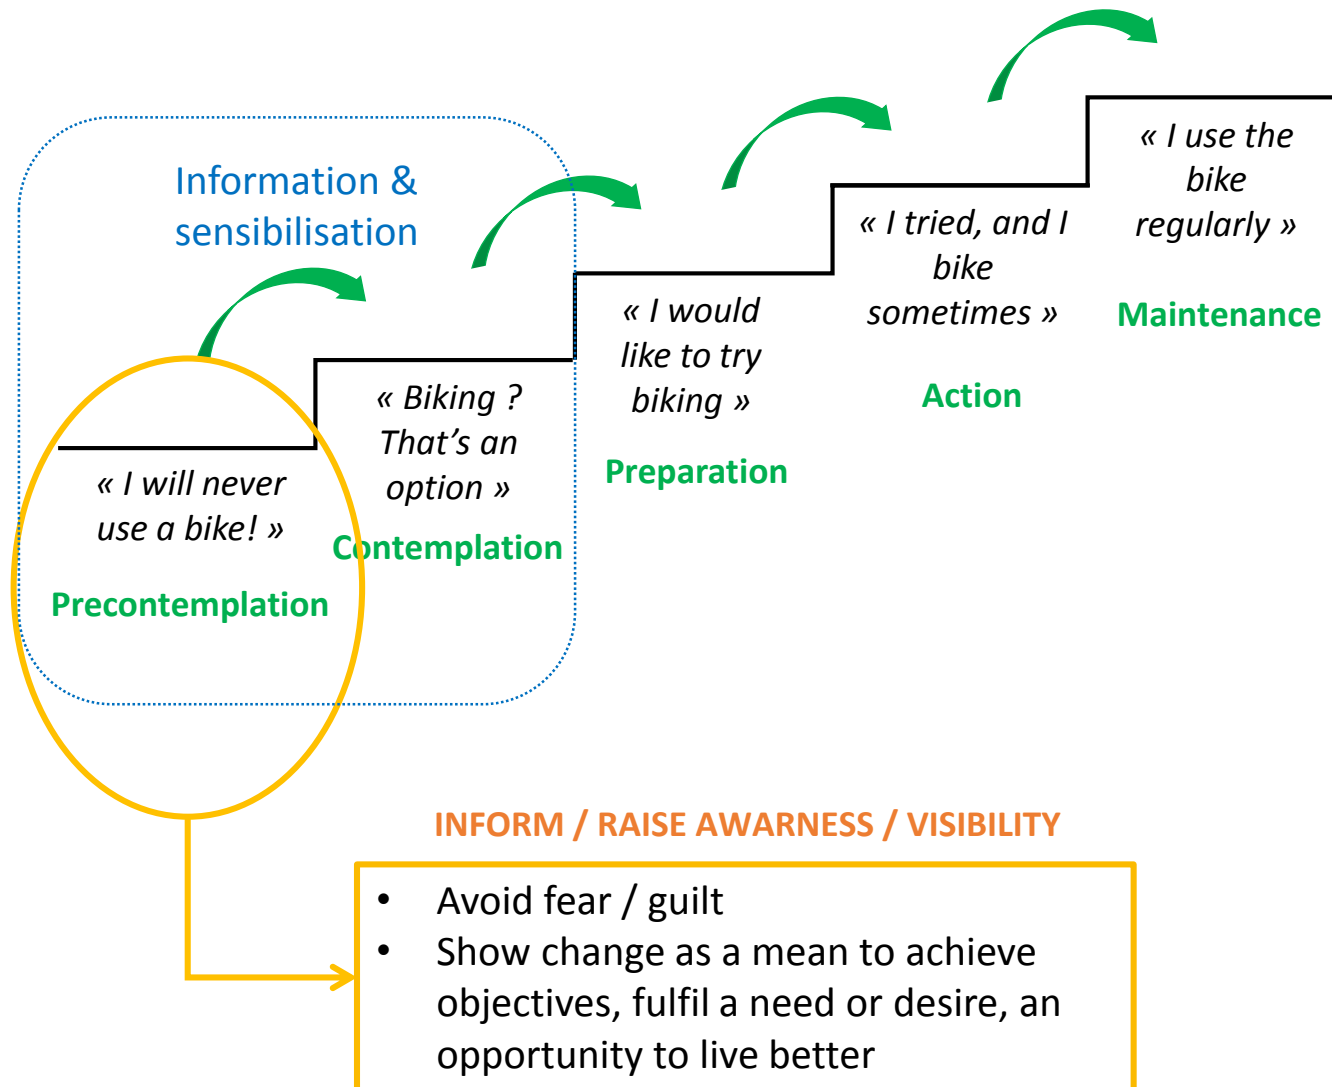 Information &
sensibilisation
« I will never
use a bike! »
Precontemplation
« Biking ?
That's an
option »
Contemplation
« I would
like to try
biking »
Preparation
« I tried, and I
bike
sometimes »
Action
« I use the
bike
regularly »
Maintenance
INFORM / RAISE AWARNESS / VISIBILITY
• Avoid fear / guilt
• Show change as a mean to achieve
objectives, fulfil a need or desire, an
opportunity to live better